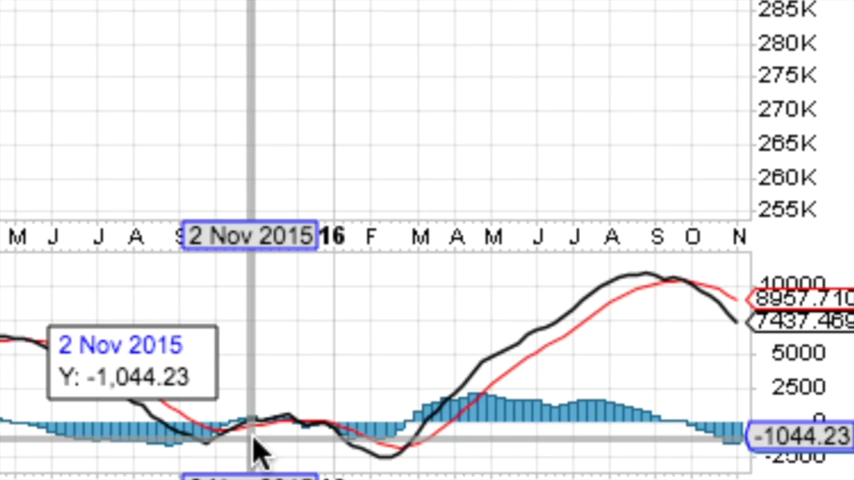 285K
280K
275K
270K
265K
260K
255K
M J J A S 2 Nov 2015 16 F M A M J J A S O N
10000
8957.710
7437.469
5000
2500
0
-1044.23
-2500
2 Nov 2015
Y: -1,044.23